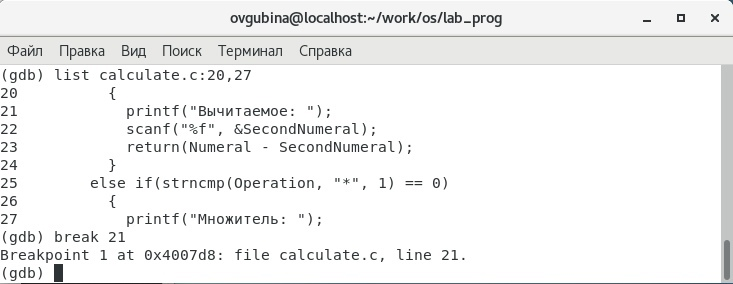 ovgubina@localhost:~/work/os/lab_prog
Файл Правка Вид Поиск Терминал Справка
(gdb) list calculate.c:20,27
20          {
21            printf("Вычитаемое: ");
22            scanf("%f", &SecondNumeral);
23            return(Numeral - SecondNumeral);
24          }
25        else if(strncmp(Operation, "*", 1) == 0)
26          {
27            printf("Множитель: ");
(gdb) break 21
Breakpoint 1 at 0x4007d8: file calculate.c, line 21.
(gdb)